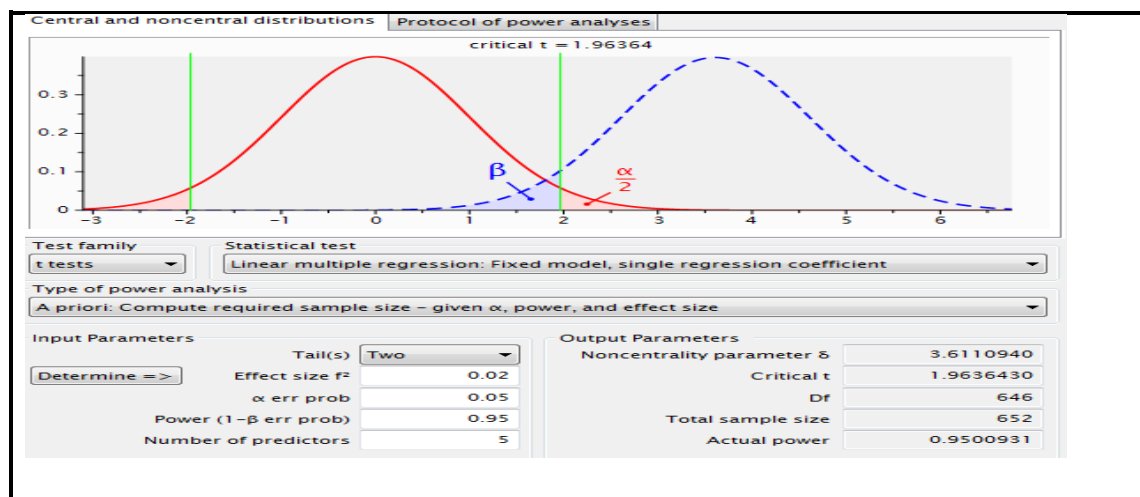 Central and noncentral distributions Protocol of power analyses
critical t = 1.96364
0.3
0.2
β
α
2
0.1
0
-3 -2 -1 0 1 2 3 4 5 6
Test family Statistical test
t tests Linear multiple regression: Fixed model, single regression coefficient
Type of power analysis
A priori: Compute required sample size – given α, power, and effect size
Input Parameters Output Parameters
Tail(s) Two Noncentrality parameter δ 3.6110940
Determine => Effect size f² 0.02 Critical t 1.9636430
α err prob 0.05 Df 646
Power (1-β err prob) 0.95 Total sample size 652
Number of predictors 5 Actual power 0.9500931